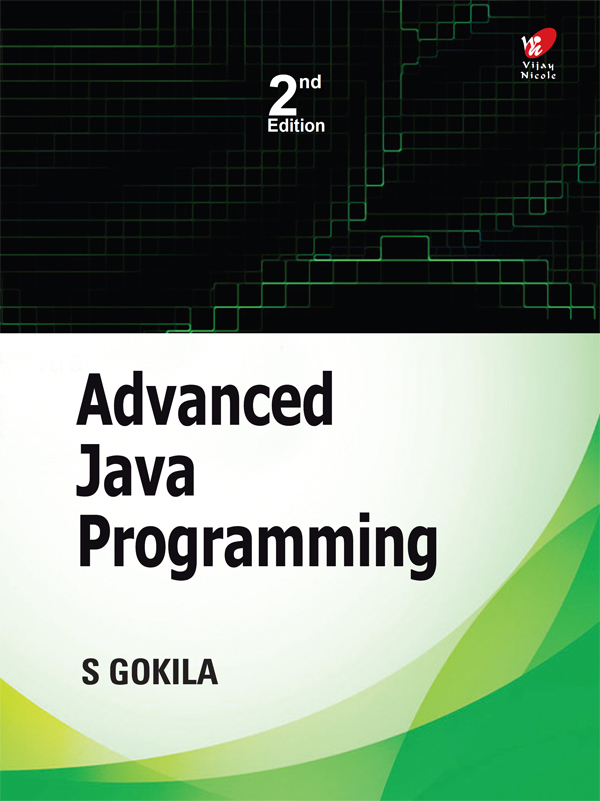 Vijay
Nicole
2nd
Edition
Advanced
Java
Programming
S GOKILA